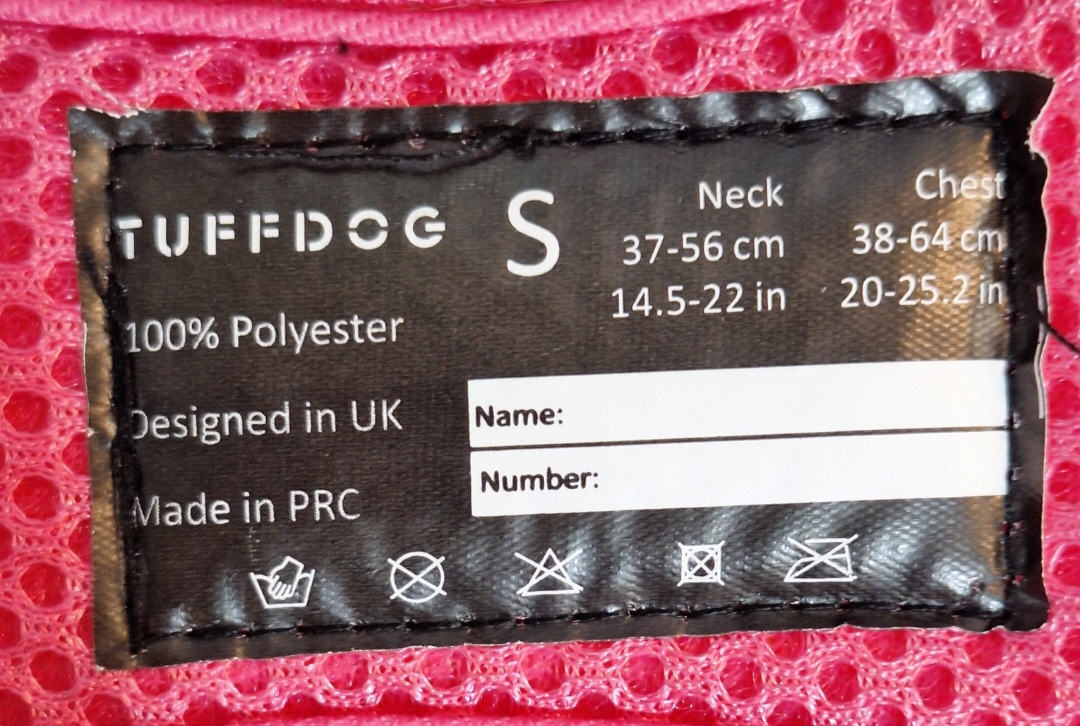 TUFFDOG
S
Neck
37-56 cm
14.5-22 in
Chest
38-64 cm
20-25.2 in
100% Polyester
Designed in UK
Made in PRC
Name:
Number: